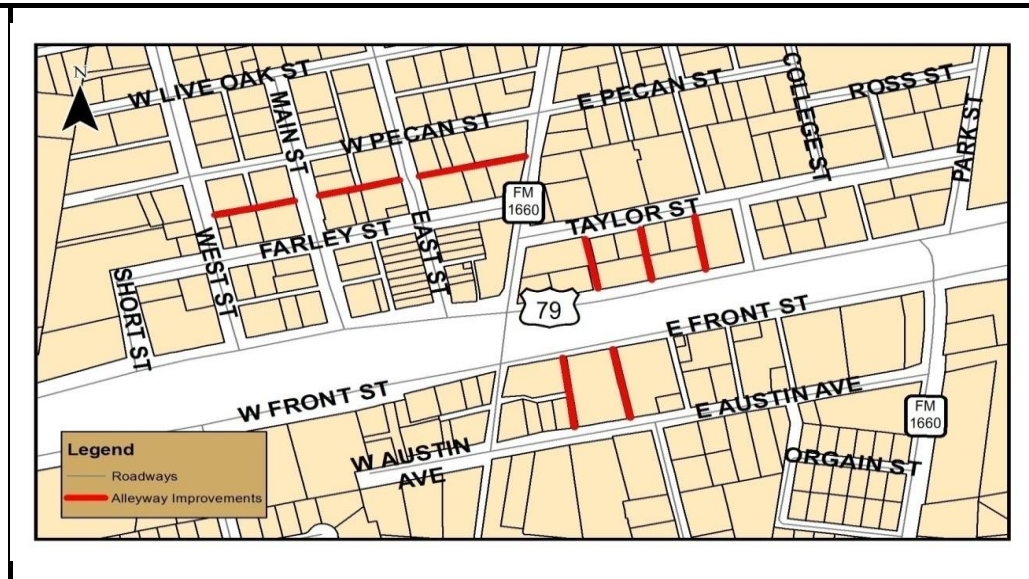 N
W LIVE OAK ST
MAIN ST
W PECAN ST
E PECAN ST
COLLEGE ST
ROSS ST
PARK ST
FM
1660
TAYLOR ST
FARLEY ST
WEST ST
EAST ST
SHORT ST
79
E FRONT ST
W FRONT ST
E AUSTIN AVE
FM
1660
W AUSTIN
AVE
ORGAIN ST
Legend
Roadways
Alleyway Improvements